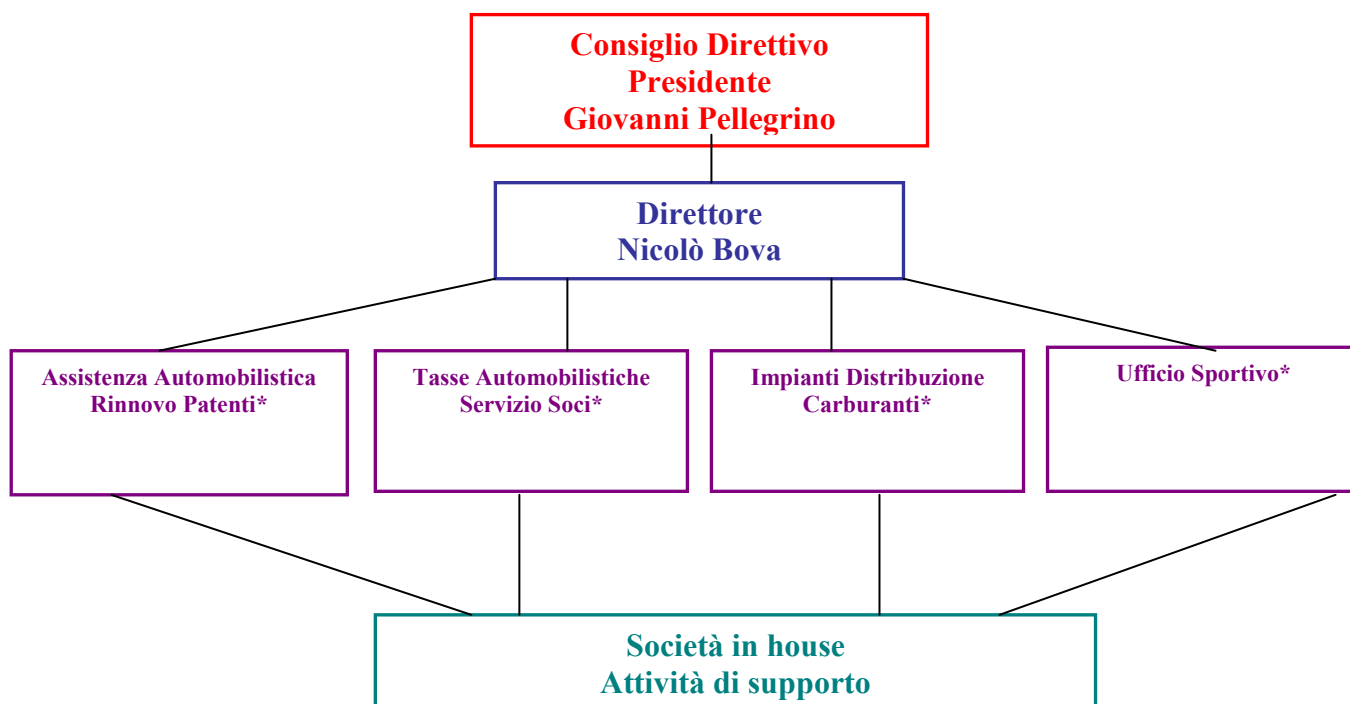 Consiglio Direttivo
Presidente
Giovanni Pellegrino
Direttore
Nicolò Bova
Assistenza Automobilistica
Rinnovo Patenti*
Tasse Automobilistiche
Servizio Soci*
Impianti Distribuzione
Carburanti*
Ufficio Sportivo*
Società in house
Attività di supporto